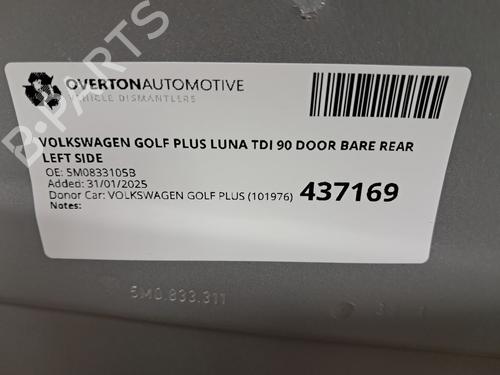 OVERTONAUTOMOTIVE
VEHICLE DISMANTLERS
VOLKSWAGEN GOLF PLUS LUNA TDI 90 DOOR BARE REAR
LEFT SIDE
OE: 5M0833105B
Added: 31/01/2025
Donor Car: VOLKSWAGEN GOLF PLUS (101976) 437169
Notes:
B-PARTS
5M0.833.311